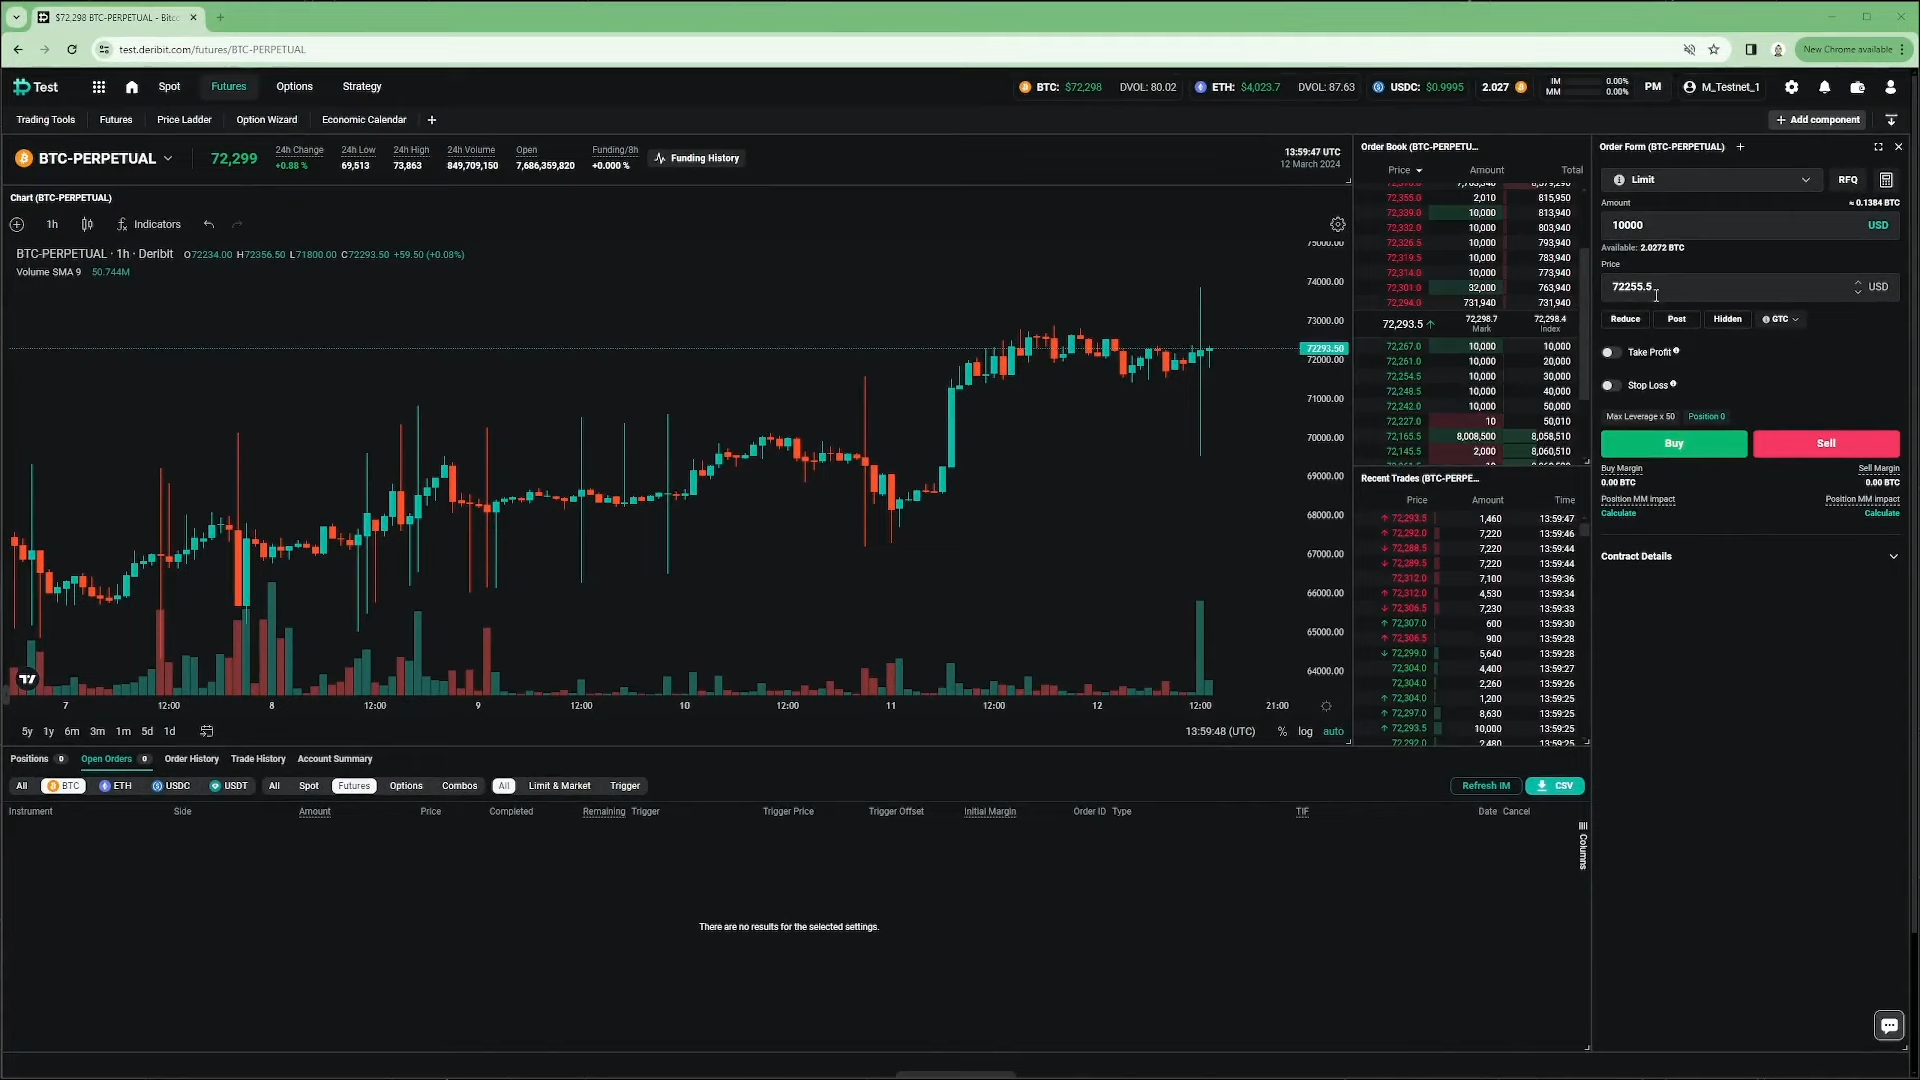 $72,298 BTC-PERPETUAL - Bitco
test.deribit.com/futures/BTC-PERPETUAL
New Chrome available
Test Spot Futures Options Strategy BTC: $72,298 DVOL: 80.02 ETH: $4,023.7 DVOL: 87.63 USDC: $0.9995 2.027 IM 0.00% MM 0.00% PM M_Testnet_1
Trading Tools Futures Price Ladder Option Wizard Economic Calendar + Add component
BTC-PERPETUAL 72,299
24h Change 24h Low 24h High 24h Volume Open Funding/8h
+0.88 % 69,513 73,863 849,709,150 7,686,359,820 +0.000 %
Funding History
13:59:47 UTC
12 March 2024
Chart (BTC-PERPETUAL)
1h Indicators
BTC-PERPETUAL · 1h · Deribit O72234.00 H72356.50 L71800.00 C72293.50 +59.50 (+0.08%)
Volume SMA 9 50.744M
75000.00
74000.00
73000.00
72293.50
72000.00
71000.00
70000.00
69000.00
68000.00
67000.00
66000.00
65000.00
64000.00
7 12:00 8 12:00 9 12:00 10 12:00 11 12:00 12 12:00 21:00
5y 1y 6m 3m 1m 5d 1d
13:59:48 (UTC) % log auto
Order Book (BTC-PERPETU...
Price Amount Total
72,355.0 2,010 815,950
72,339.0 10,000 813,940
72,332.0 10,000 803,940
72,326.5 10,000 793,940
72,319.5 10,000 783,940
72,314.0 10,000 773,940
72,301.0 32,000 763,940
72,294.0 731,940 731,940
72,293.5 72,298.7 72,298.4
Mark Index
72,267.0 10,000 10,000
72,261.0 10,000 20,000
72,254.5 10,000 30,000
72,248.5 10,000 40,000
72,242.0 10,000 50,000
72,227.0 10 50,010
72,165.5 8,008,500 8,058,510
72,145.5 2,000 8,060,510
Recent Trades (BTC-PERPE...
Price Amount Time
72,293.5 1,460 13:59:47
72,292.0 7,220 13:59:46
72,288.5 7,220 13:59:44
72,289.5 7,220 13:59:44
72,312.0 7,100 13:59:36
72,312.0 4,530 13:59:34
72,306.5 7,230 13:59:33
72,307.0 600 13:59:30
72,306.5 900 13:59:28
72,299.0 5,640 13:59:28
72,304.0 4,400 13:59:27
72,304.0 2,260 13:59:26
72,304.0 1,200 13:59:25
72,297.0 8,630 13:59:25
72,293.5 10,000 13:59:25
72,292.0 2,480 13:59:25
Order Form (BTC-PERPETUAL)
Limit RFQ
Amount ≈ 0.1384 BTC
10000 USD
Available: 2.0272 BTC
Price
72255.5 USD
Reduce Post Hidden GTC
Take Profit
Stop Loss
Max Leverage x 50 Position 0
Buy Sell
Buy Margin Sell Margin
0.00 BTC 0.00 BTC
Position MM impact Position MM impact
Calculate Calculate
Contract Details
Positions 0 Open Orders 0 Order History Trade History Account Summary
All BTC ETH USDC USDT All Spot Futures Options Combos All Limit & Market Trigger Refresh IM CSV
Instrument Side Amount Price Completed Remaining Trigger Trigger Price Trigger Offset Initial Margin Order ID Type TIF Date Cancel
Columns
There are no results for the selected settings.